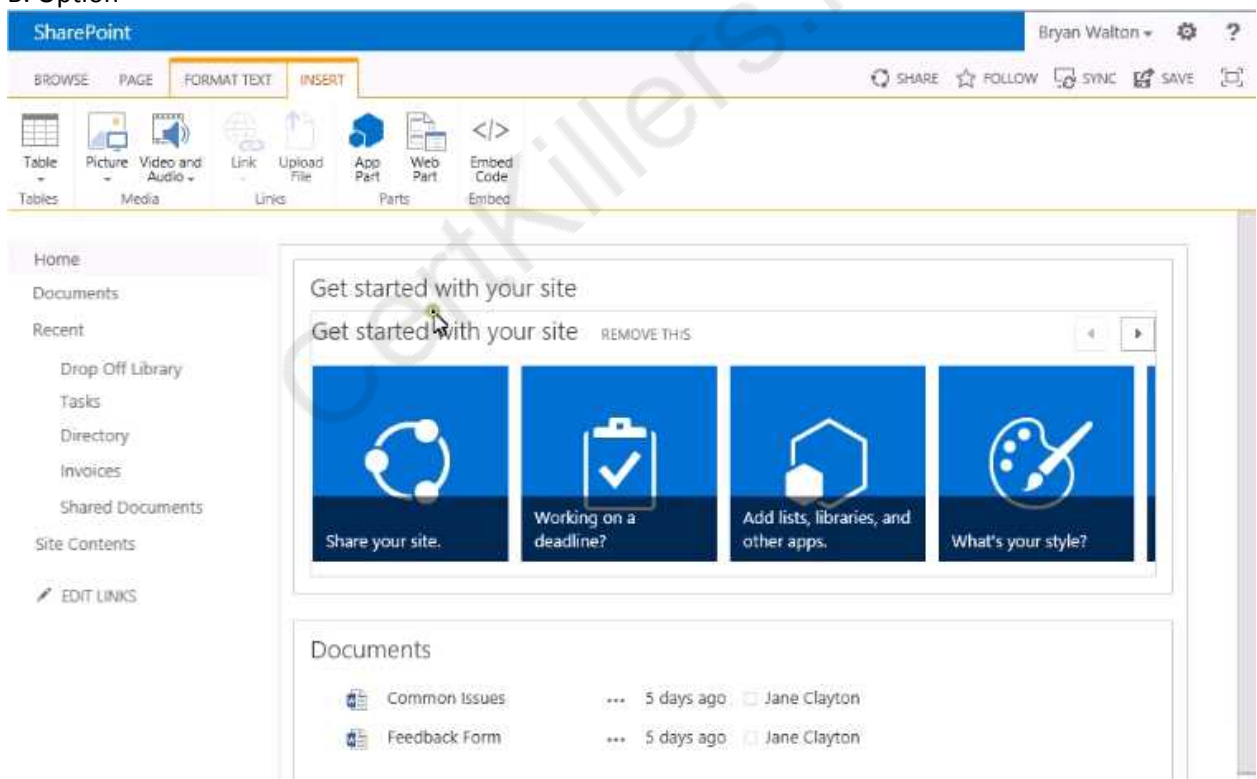 B. Option
SharePoint
Bryan Walton
?
BROWSE PAGE FORMAT TEXT INSERT
SHARE FOLLOW SYNC SAVE
Table Picture Video and Audio Link Upload File App Part Web Part Embed Code
Tables Media Links Parts Embed
Home
Documents
Recent
Drop Off Library
Tasks
Directory
Invoices
Shared Documents
Site Contents
EDIT LINKS
Get started with your site
Get started with your site REMOVE THIS
Share your site.
Working on a
deadline?
Add lists, libraries, and
other apps.
What's your style?
Documents
Common Issues ... 5 days ago Jane Clayton
Feedback Form ... 5 days ago Jane Clayton
CertKillers.